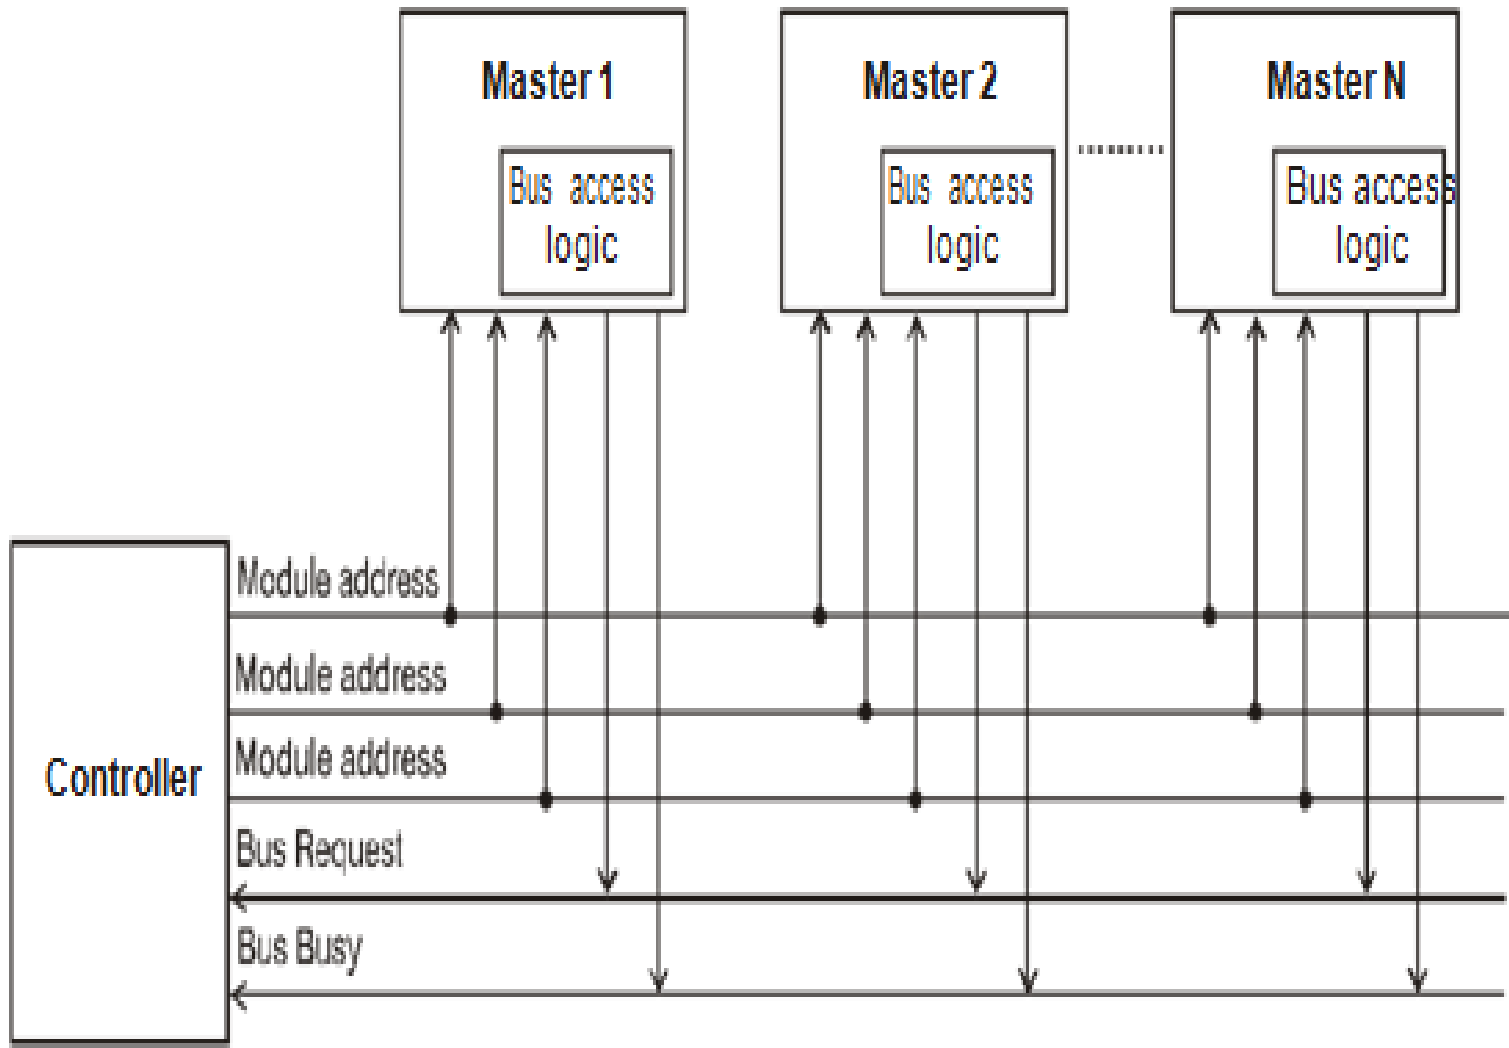 Master 1
Master 2
Master N
Bus access
logic
Bus access
logic
Bus access
logic
Module address
Module address
Module address
Controller
Bus Request
Bus Busy